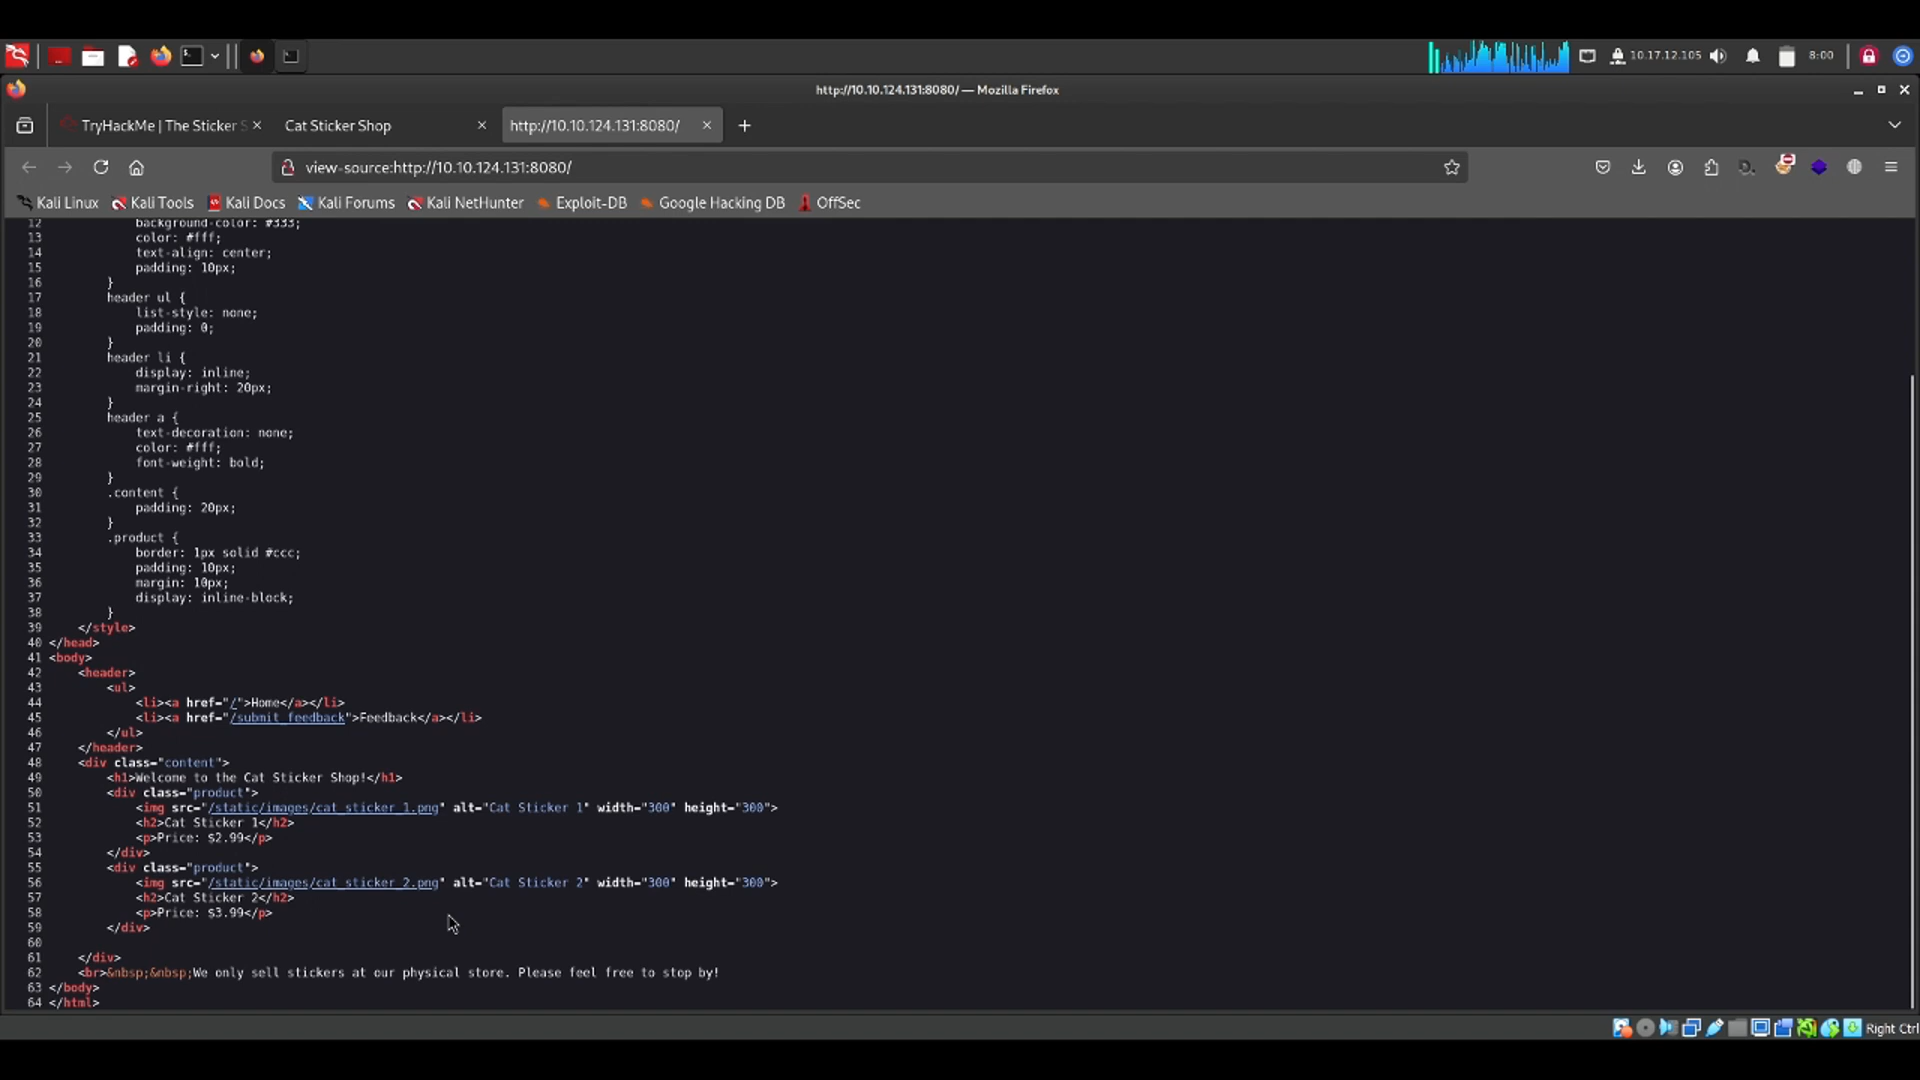 10.17.12.105
8:00
http://10.10.124.131:8080/ — Mozilla Firefox
TryHackMe | The Sticker S
Cat Sticker Shop
http://10.10.124.131:8080/
view-source:http://10.10.124.131:8080/
Kali Linux Kali Tools Kali Docs Kali Forums Kali NetHunter Exploit-DB Google Hacking DB OffSec
12 background-color: #333;
13 color: #fff;
14 text-align: center;
15 padding: 10px;
16 }
17 header ul {
18 list-style: none;
19 padding: 0;
20 }
21 header li {
22 display: inline;
23 margin-right: 20px;
24 }
25 header a {
26 text-decoration: none;
27 color: #fff;
28 font-weight: bold;
29 }
30 .content {
31 padding: 20px;
32 }
33 .product {
34 border: 1px solid #ccc;
35 padding: 10px;
36 margin: 10px;
37 display: inline-block;
38 }
39 </style>
40 </head>
41 <body>
42 <header>
43 <ul>
44 <li><a href="/">Home</a></li>
45 <li><a href="/submit_feedback">Feedback</a></li>
46 </ul>
47 </header>
48 <div class="content">
49 <h1>Welcome to the Cat Sticker Shop!</h1>
50 <div class="product">
51 <img src="/static/images/cat_sticker_1.png" alt="Cat Sticker 1" width="300" height="300">
52 <h2>Cat Sticker 1</h2>
53 <p>Price: $2.99</p>
54 </div>
55 <div class="product">
56 <img src="/static/images/cat_sticker_2.png" alt="Cat Sticker 2" width="300" height="300">
57 <h2>Cat Sticker 2</h2>
58 <p>Price: $3.99</p>
59 </div>
60
61 </div>
62 <br>&nbsp;&nbsp;We only sell stickers at our physical store. Please feel free to stop by!
63 </body>
64 </html>
Right Ctrl